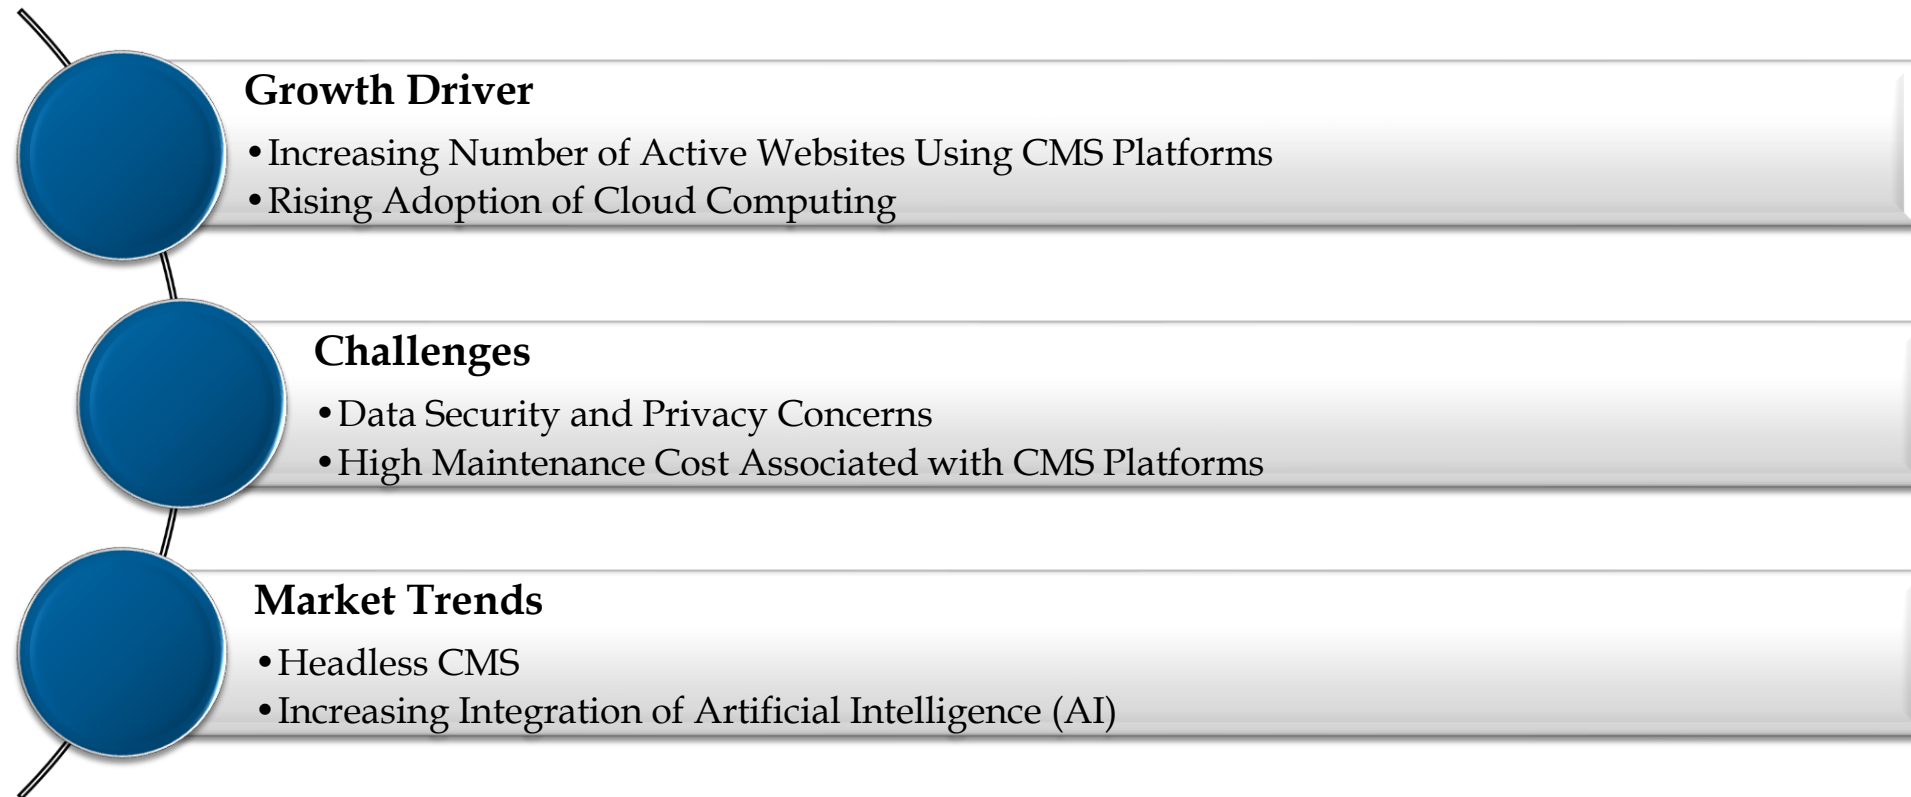 Growth Driver
•Increasing Number of Active Websites Using CMS Platforms
•Rising Adoption of Cloud Computing
Challenges
•Data Security and Privacy Concerns
•High Maintenance Cost Associated with CMS Platforms
Market Trends
•Headless CMS
•Increasing Integration of Artificial Intelligence (AI)